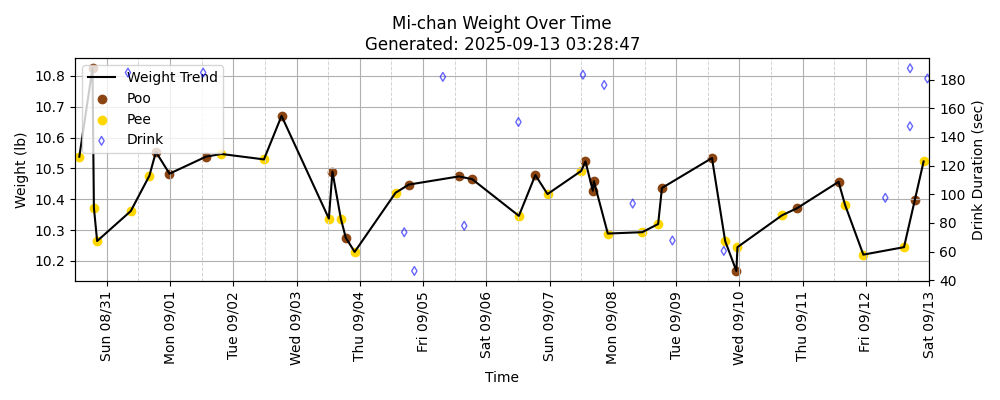 Mi-chan Weight Over Time
Generated: 2025-09-13 03:28:47
Weight (lb)
10.8
10.7
10.6
10.5
10.4
10.3
10.2
Weight Trend
Poo
Pee
Drink
180
160
140
120
100
80
60
40
Drink Duration (sec)
Sun 08/31
Mon 09/01
Tue 09/02
Wed 09/03
Thu 09/04
Fri 09/05
Sat 09/06
Sun 09/07
Mon 09/08
Tue 09/09
Wed 09/10
Thu 09/11
Fri 09/12
Sat 09/13
Time